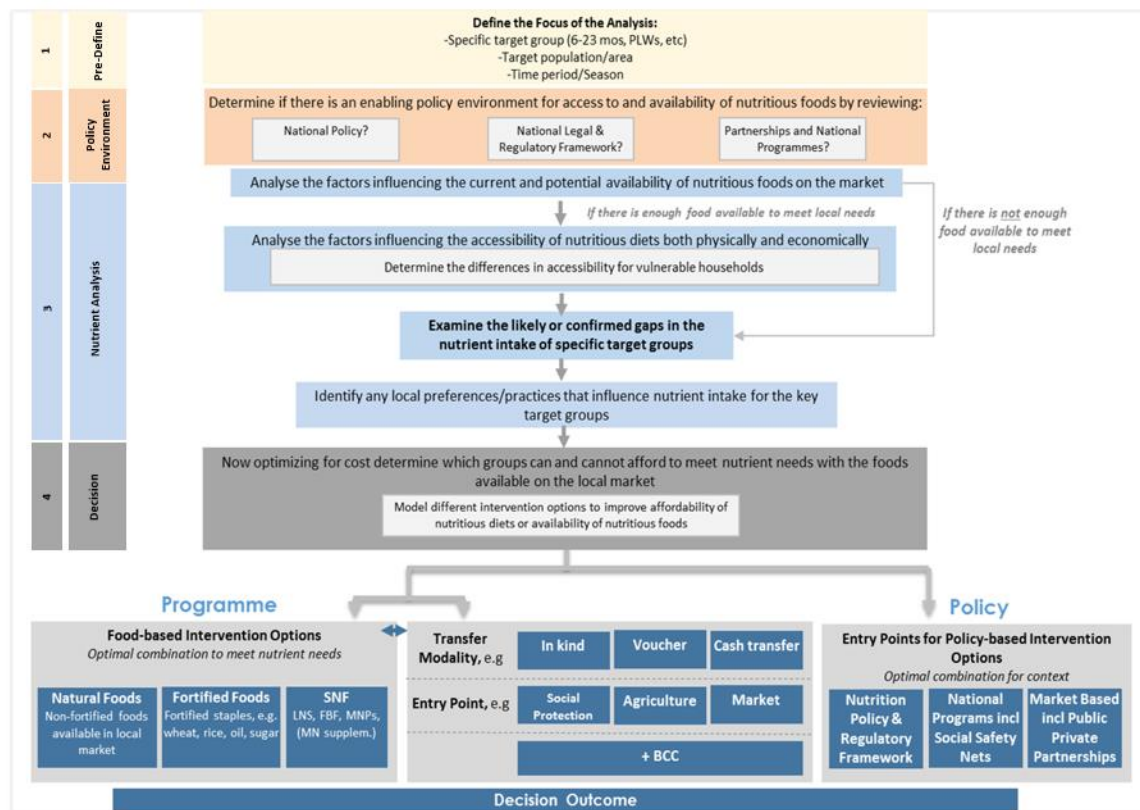 1
Pre-Define
Define the Focus of the Analysis:
-Specific target group (6-23 mos, PLWs, etc)
-Target population/area
-Time period/Season
2
Policy
Environment
Determine if there is an enabling policy environment for access to and availability of nutritious foods by reviewing:
National Policy?
National Legal &
Regulatory Framework?
Partnerships and National
Programmes?
3
Nutrient Analysis
Analyse the factors influencing the current and potential availability of nutritious foods on the market
If there is enough food available to meet local needs
If there is not enough
food available to meet
local needs
Analyse the factors influencing the accessibility of nutritious diets both physically and economically
Determine the differences in accessibility for vulnerable households
Examine the likely or confirmed gaps in the
nutrient intake of specific target groups
Identify any local preferences/practices that influence nutrient intake for the key
target groups
4
Decision
Now optimizing for cost determine which groups can and cannot afford to meet nutrient needs with the foods
available on the local market
Model different intervention options to improve affordability of
nutritious diets or availability of nutritious foods
Programme
Food-based Intervention Options
Optimal combination to meet nutrient needs
Natural Foods
Non-fortified foods
available in local
market
Fortified Foods
Fortified staples, e.g.
wheat, rice, oil, sugar
SNF
LNS, FBF, MNPs,
(MN supplem.)
Transfer
Modality, e.g
In kind
Voucher
Cash transfer
Entry Point, e.g
Social
Protection
Agriculture
Market
+ BCC
Policy
Entry Points for Policy-based Intervention
Options
Optimal combination for context
Nutrition
Policy &
Regulatory
Framework
National
Programs incl
Social Safety
Nets
Market Based
incl Public
Private
Partnerships
Decision Outcome